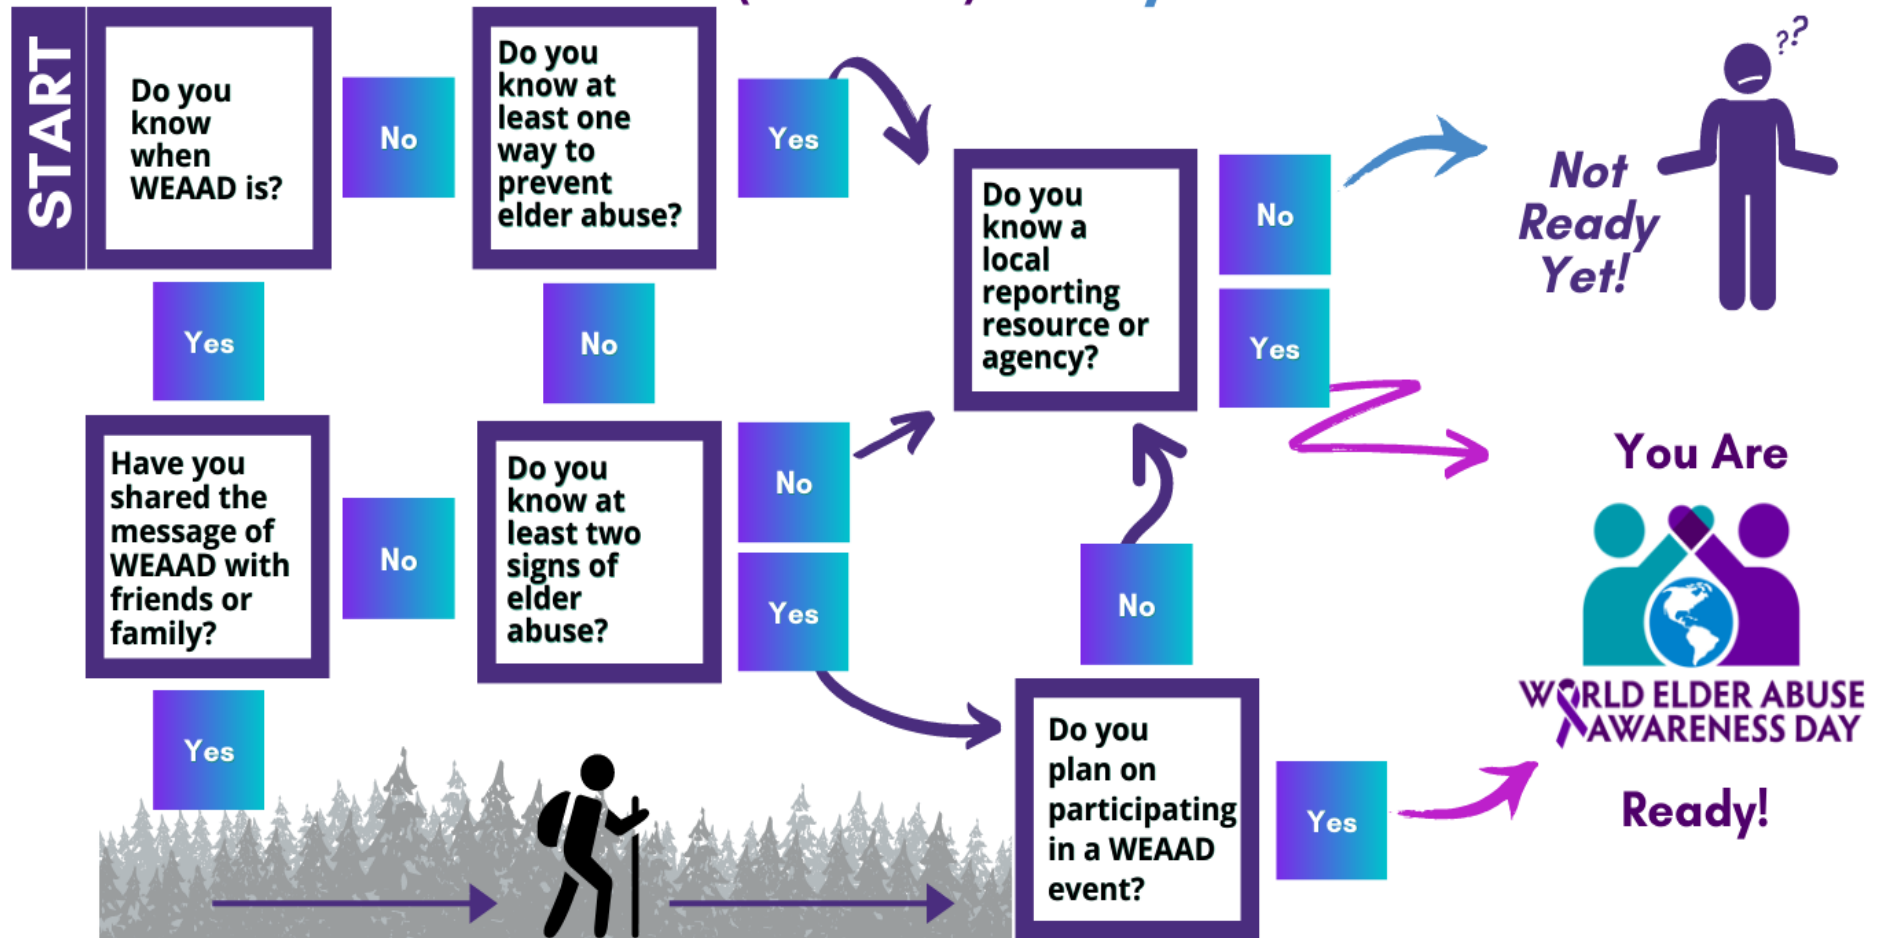 START
Do you
know
when
WEAAD is?
No
Do you
know at
least one
way to
prevent
elder abuse?
Yes
Do you
know a
local
reporting
resource or
agency?
No
Yes
??
Not
Ready
Yet!
Yes
No
Have you
shared the
message of
WEAAD with
friends or
family?
No
Do you
know at
least two
signs of
elder
abuse?
No
Yes
No
Yes
Do you
plan on
participating
in a WEAAD
event?
Yes
You Are
WORLD ELDER ABUSE
AWARENESS DAY
Ready!